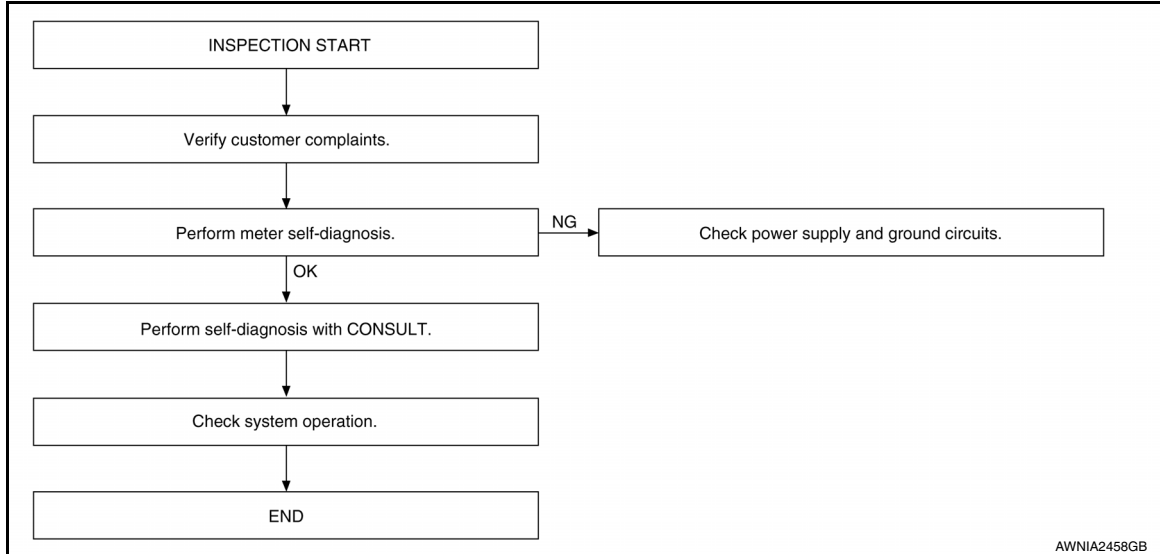 INSPECTION START
Verify customer complaints.
Perform meter self-diagnosis.
NG
Check power supply and ground circuits.
OK
Perform self-diagnosis with CONSULT.
Check system operation.
END
AWNIA2458GB